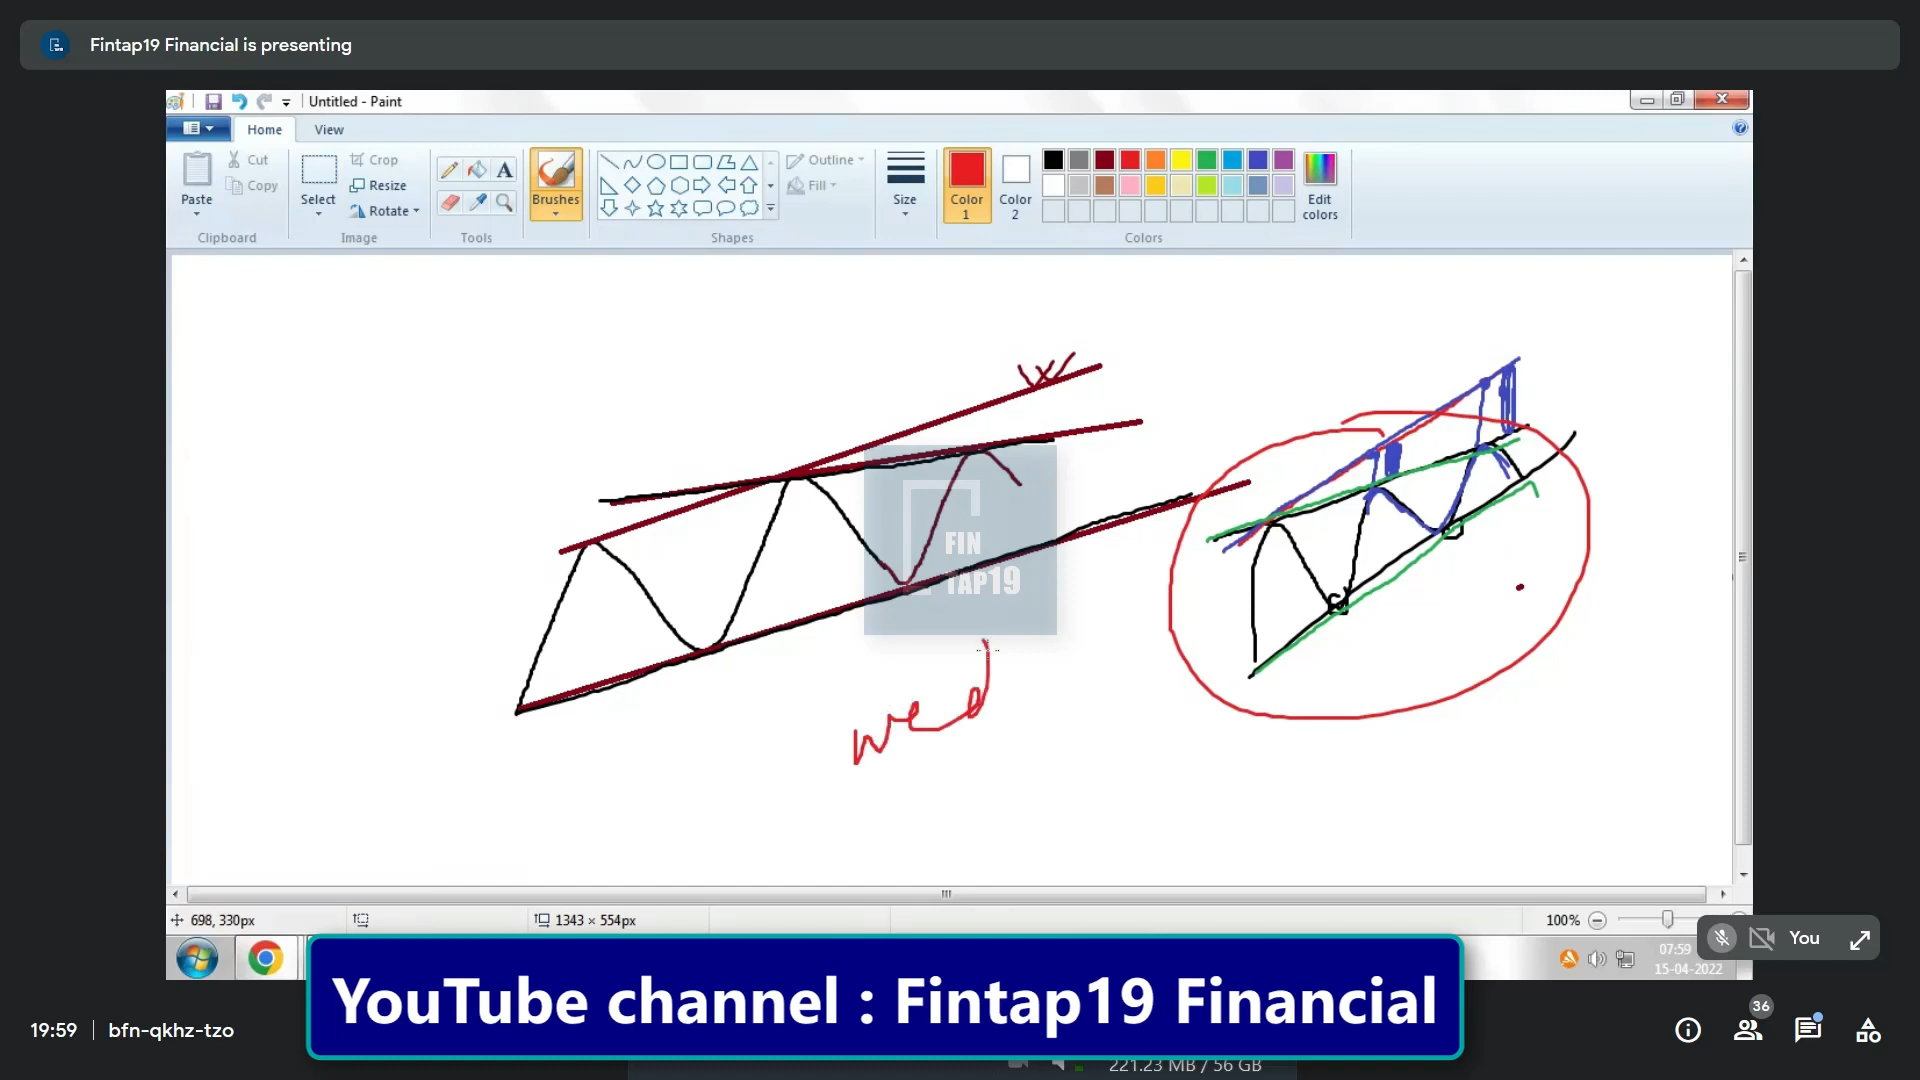 Fintap19 Financial is presenting
Untitled - Paint
Home View
Cut
Copy
Paste
Clipboard
Crop
Resize
Rotate
Select
Image
A
Tools
Brushes
Outline
Fill
Shapes
Size
Color 1
Color 2
Edit colors
Colors
FIN
TAP19
wed
698, 330px
1343 × 554px
100%
You
07:59
15-04-2022
YouTube channel : Fintap19 Financial
19:59 bfn-qkhz-tzo
36
221.23 MB / 56 GB